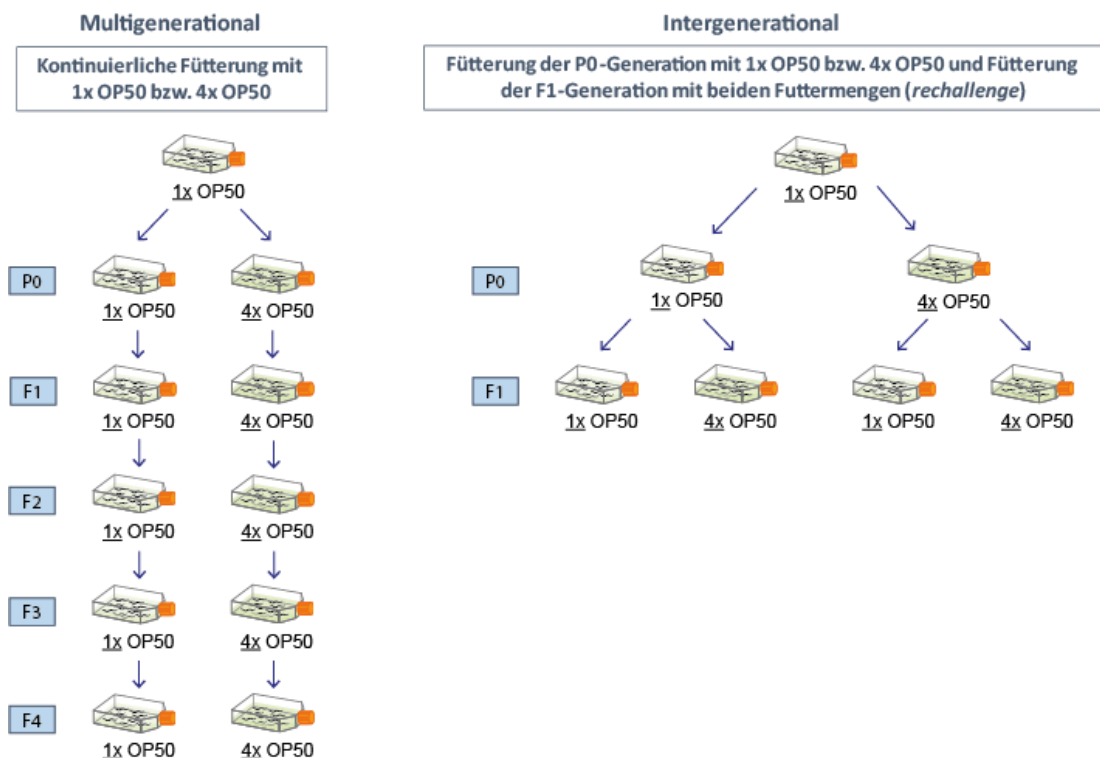 Multigenerational
Kontinuierliche Fütterung mit
1x OP50 bzw. 4x OP50
1x OP50
P0
1x OP50
4x OP50
F1
1x OP50
4x OP50
F2
1x OP50
4x OP50
F3
1x OP50
4x OP50
F4
1x OP50
4x OP50
Intergenerational
Fütterung der P0-Generation mit 1x OP50 bzw. 4x OP50 und Fütterung
der F1-Generation mit beiden Futtermengen (rechallenge)
1x OP50
P0
1x OP50
4x OP50
F1
1x OP50
4x OP50
1x OP50
4x OP50